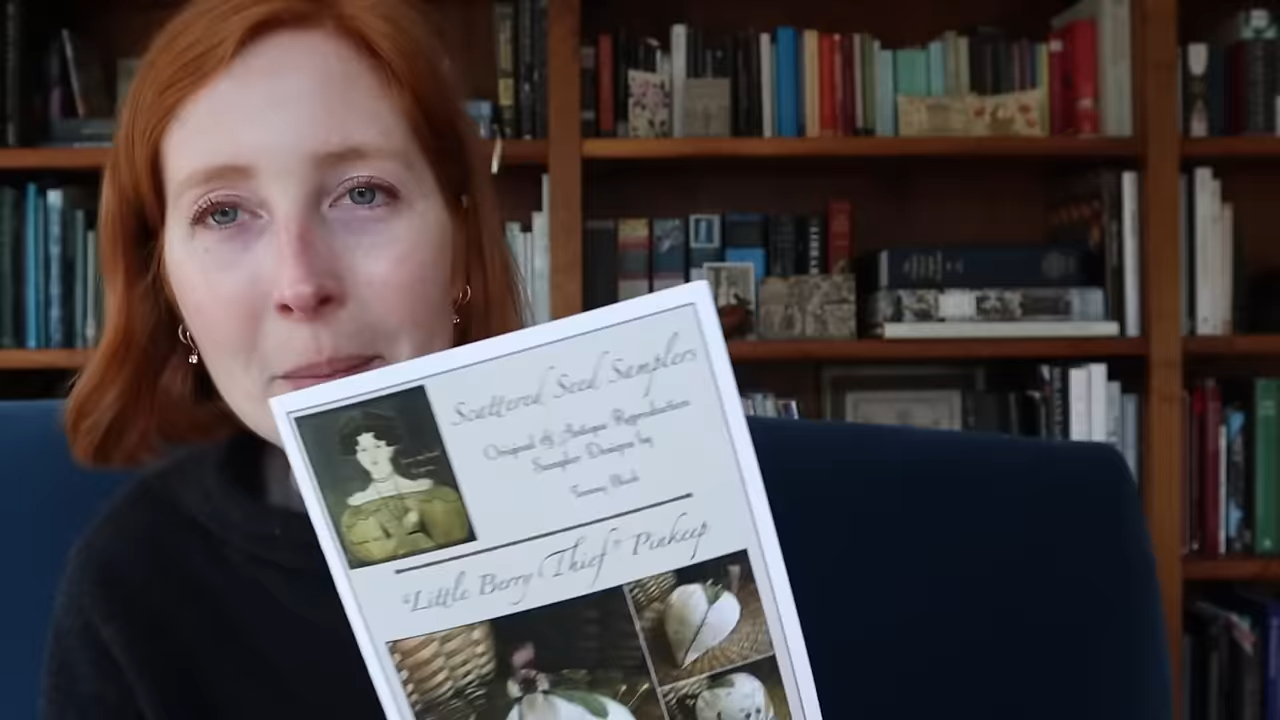 Scattered Seed Samplers
Original & Antique Reproduction
Sampler Designs by
"Little Berry Thief" Pinkeep